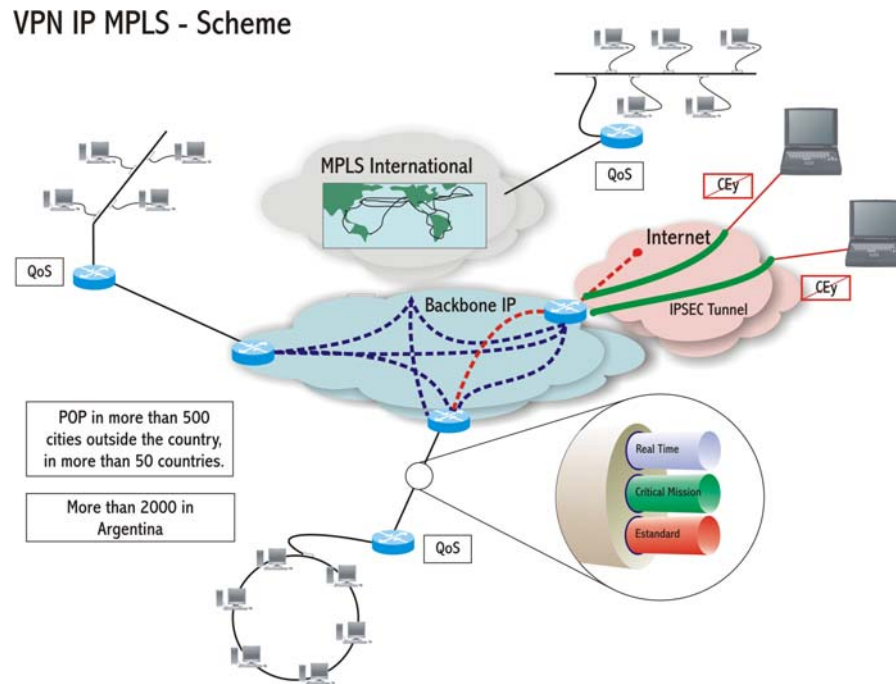 VPN IP MPLS - Scheme
MPLS International
QoS
CEy
Internet
QoS
Backbone IP
CEy
IPSEC Tunnel
POP in more than 500
cities outside the country,
in more than 50 countries.
More than 2000 in
Argentina
QoS
Real Time
Critical Mission
Estandard